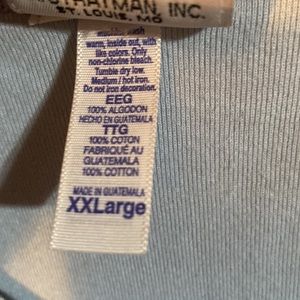 TRATMAN, INC.
ST. LOUIS, MO
wash
warm, inside out, with
like colors. Only
non-chlorine bleach.
Tumble dry low.
Medium / hot iron.
Do not iron decoration.
EEG
100% ALGODON
HECHO EN GUATEMALA
TTG
100% COTON
FABRIQUÉ AU
GUATEMALA
100% COTTON
MADE IN GUATEMALA
XXLarge